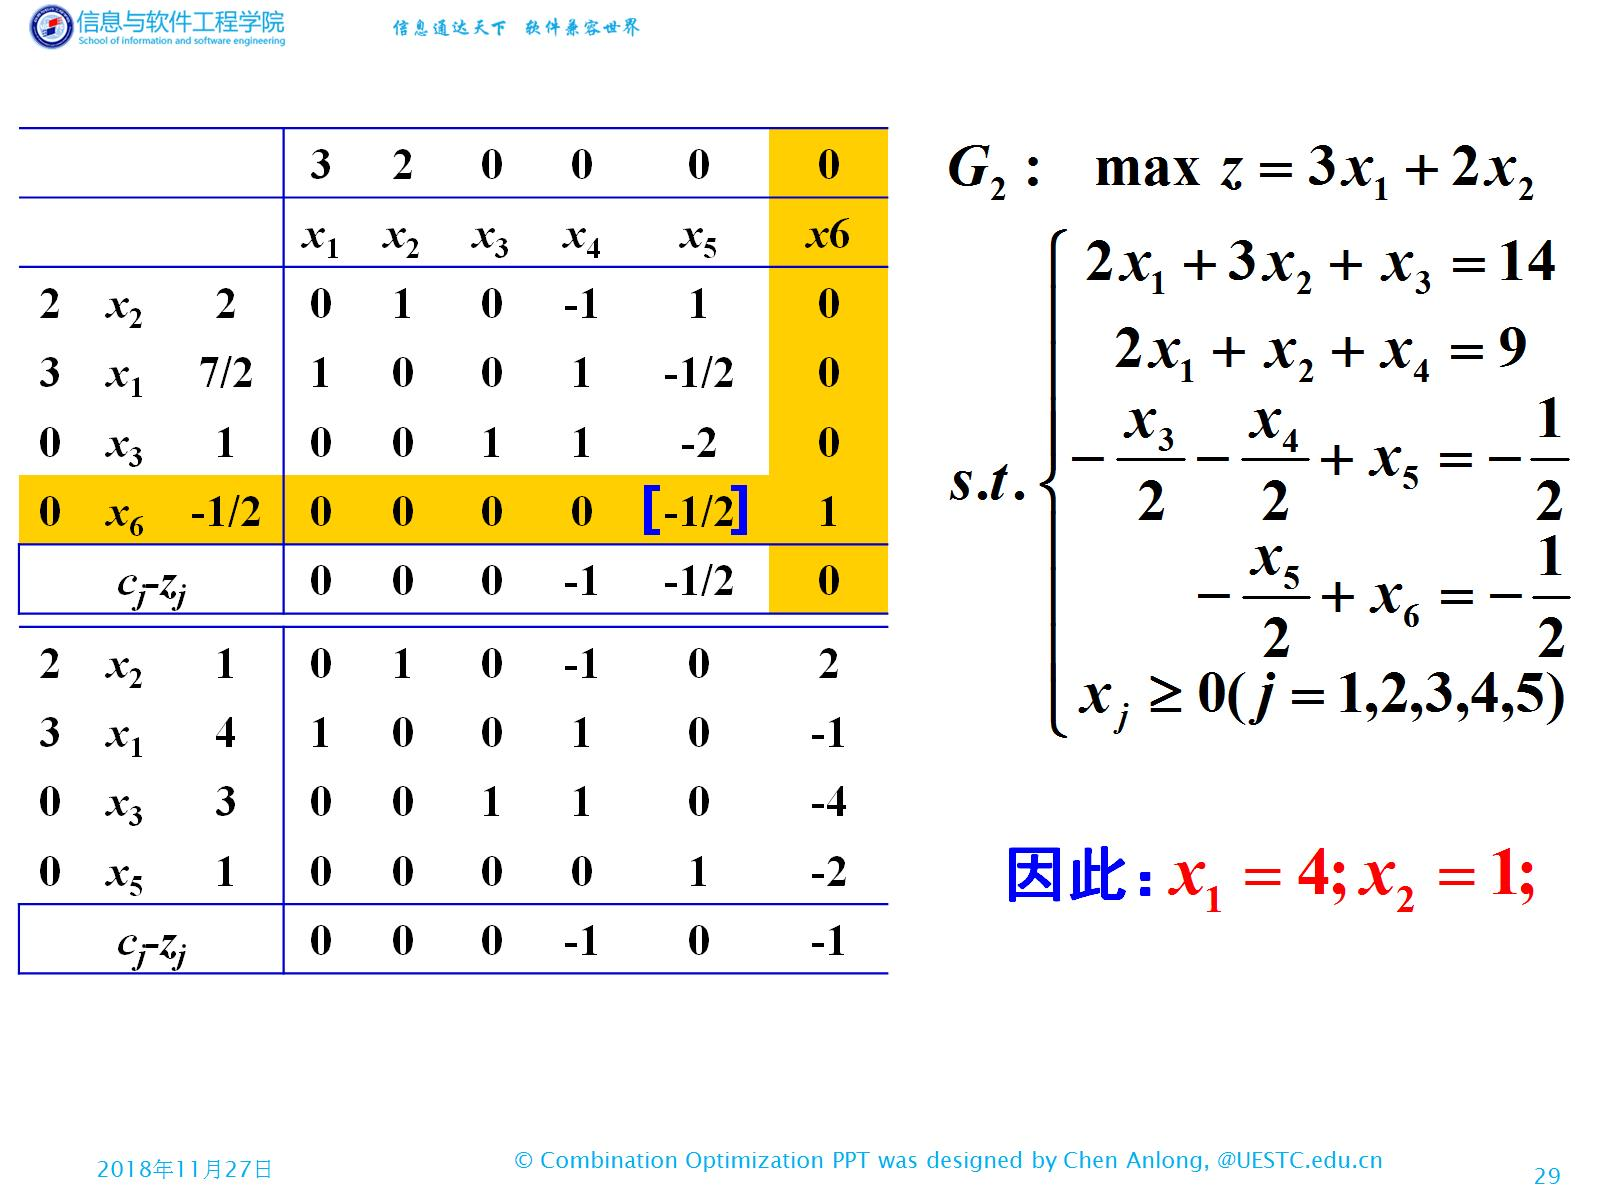 信息与软件工程学院
School of information and software engineering
信息通达天下 软件兼容世界
3 2 0 0 0 0
x₁ x₂ x₃ x₄ x₅ x6
2 x₂ 2 0 1 0 -1 1 0
3 x₁ 7/2 1 0 0 1 -1/2 0
0 x₃ 1 0 0 1 1 -2 0
0 x₆ -1/2 0 0 0 0 [-1/2] 1
cⱼ-zⱼ 0 0 0 -1 -1/2 0
2 x₂ 1 0 1 0 -1 0 2
3 x₁ 4 1 0 0 1 0 -1
0 x₃ 3 0 0 1 1 0 -4
0 x₅ 1 0 0 0 0 1 -2
cⱼ-zⱼ 0 0 0 -1 0 -1
G₂: max z = 3x₁ + 2x₂
s.t.
2x₁ + 3x₂ + x₃ = 14
2x₁ + x₂ + x₄ = 9
- x₃/2 - x₄/2 + x₅ = - 1/2
- x₅/2 + x₆ = - 1/2
xⱼ ≥ 0( j = 1,2,3,4,5)
因此: x₁ = 4; x₂ = 1;
2018年11月27日
© Combination Optimization PPT was designed by Chen Anlong, @UESTC.edu.cn
29